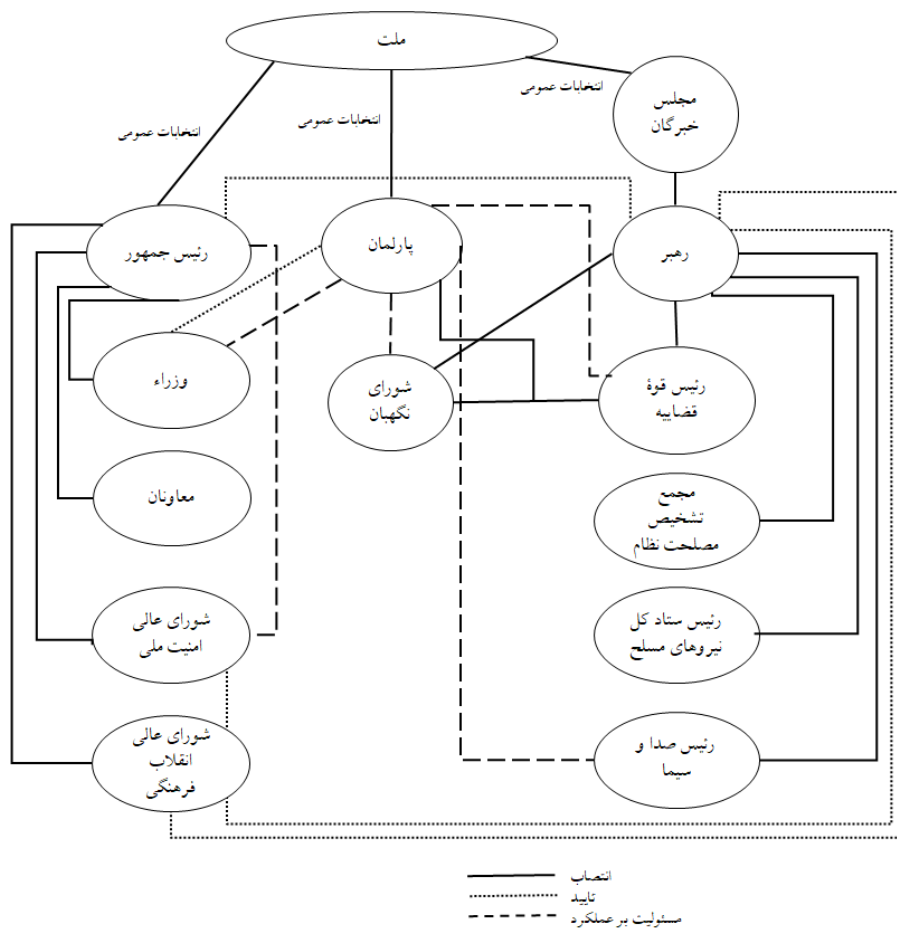 ملت
انتخابات عمومی
انتخابات عمومی
انتخابات عمومی
مجلس
خبرگان
رهبر
پارلمان
رئیس جمهور
رئیس قوۀ
قضاییه
شورای
نگهبان
وزراء
مجمع
تشخیص
مصلحت نظام
معاونان
رئیس ستاد کل
نیروهای مسلح
شورای عالی
امنیت ملی
رئیس صدا و
سیما
شورای عالی
انقلاب
فرهنگی
انتصاب
تایید
مسئولیت بر عملکرد